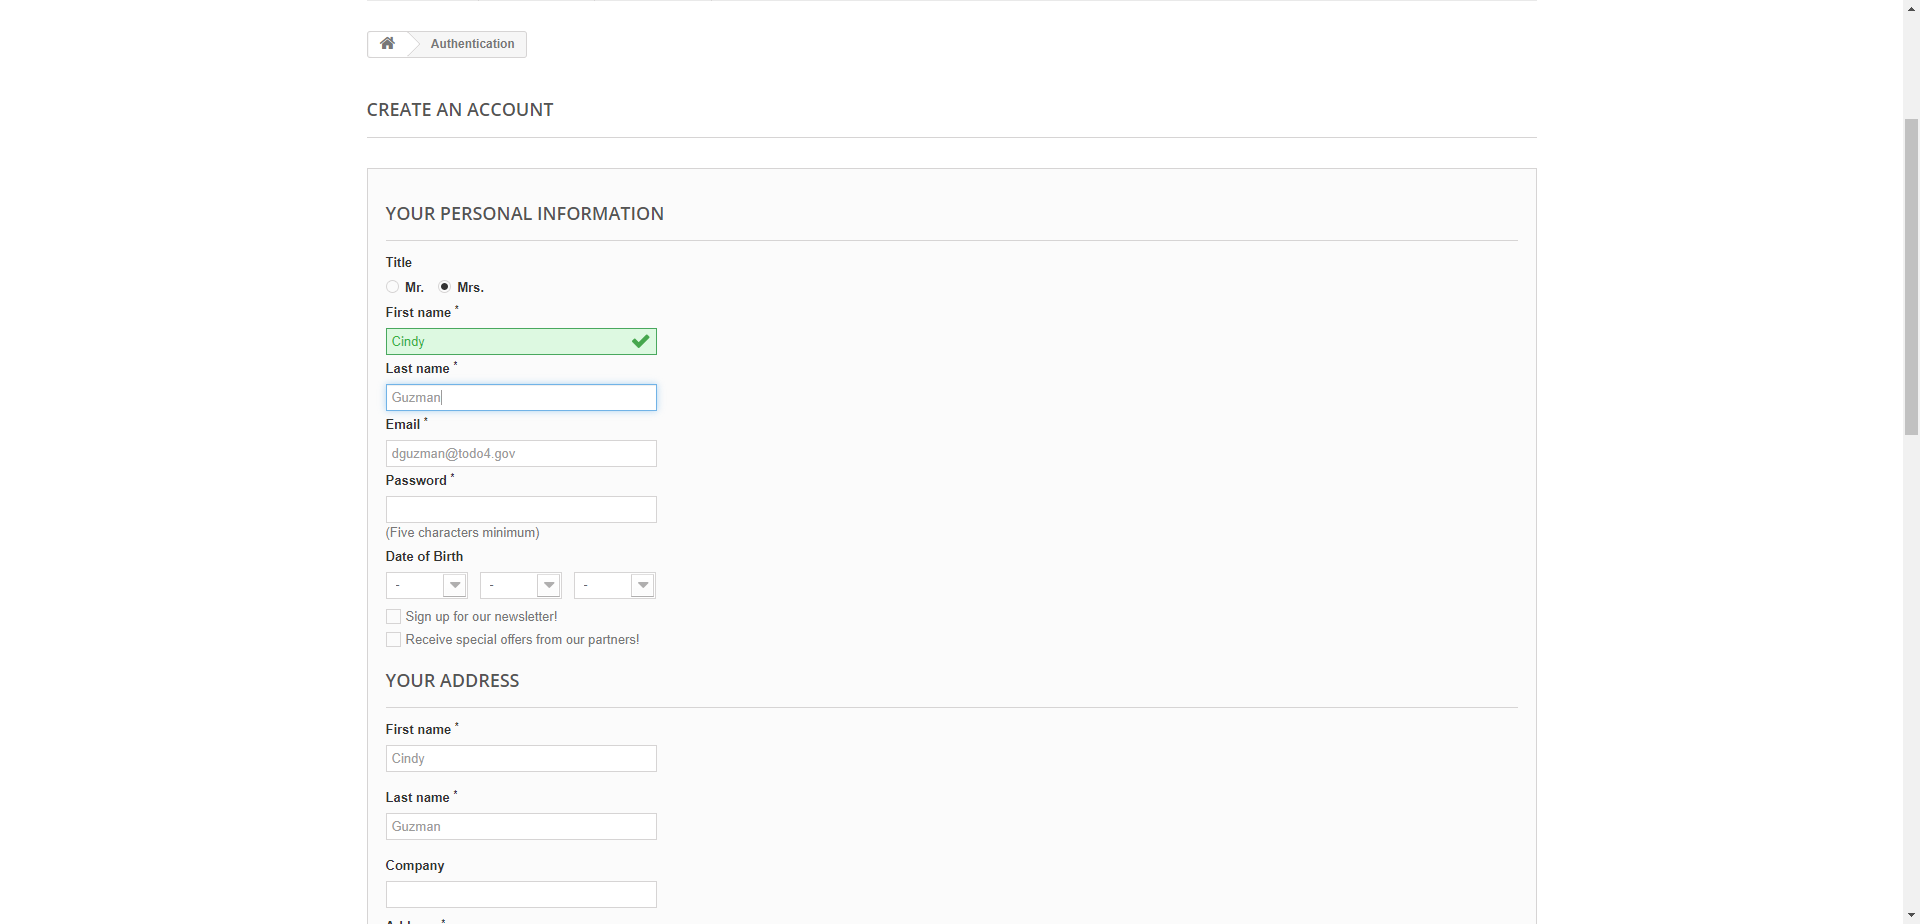 Authentication
CREATE AN ACCOUNT
YOUR PERSONAL INFORMATION
Title
Mr. Mrs.
First name *
Cindy
Last name *
Guzman
Email *
dguzman@todo4.gov
Password *
(Five characters minimum)
Date of Birth
- - -
Sign up for our newsletter!
Receive special offers from our partners!
YOUR ADDRESS
First name *
Cindy
Last name *
Guzman
Company